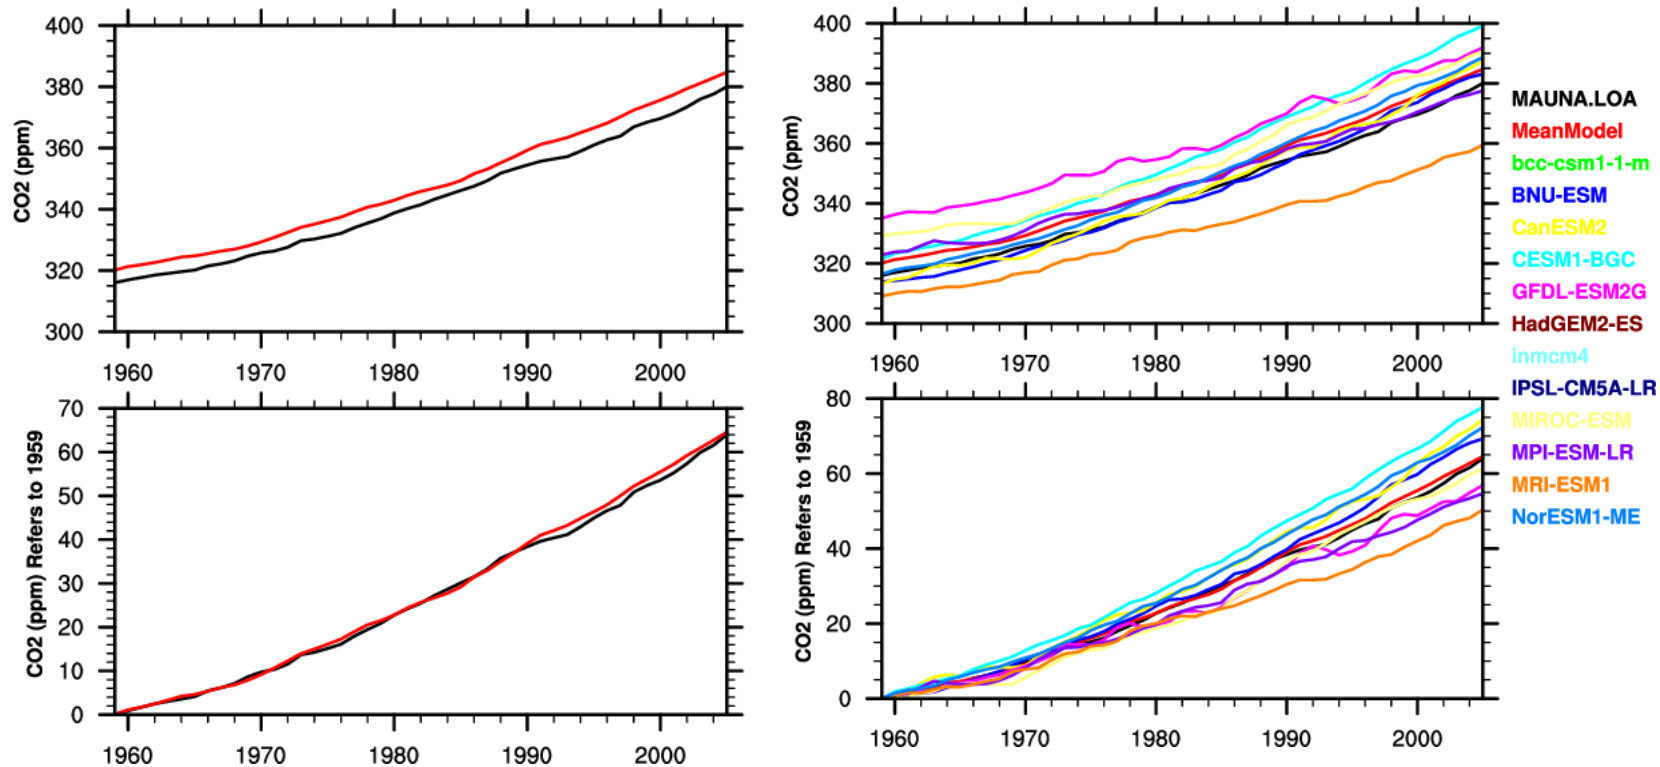 400
380
360
340
320
300
CO2 (ppm)
1960
1970
1980
1990
2000
400
380
360
340
320
300
CO2 (ppm)
1960
1970
1980
1990
2000
70
60
50
40
30
20
10
0
CO2 (ppm) Refers to 1959
1960
1970
1980
1990
2000
80
60
40
20
0
CO2 (ppm) Refers to 1959
1960
1970
1980
1990
2000
MAUNA.LOA
MeanModel
bcc-csm1-1-m
BNU-ESM
CanESM2
CESM1-BGC
GFDL-ESM2G
HadGEM2-ES
inmcm4
IPSL-CM5A-LR
MIROC-ESM
MPI-ESM-LR
MRI-ESM1
NorESM1-ME